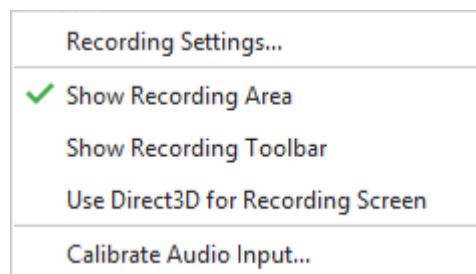 Recording Settings...
Show Recording Area
Show Recording Toolbar
Use Direct3D for Recording Screen
Calibrate Audio Input...